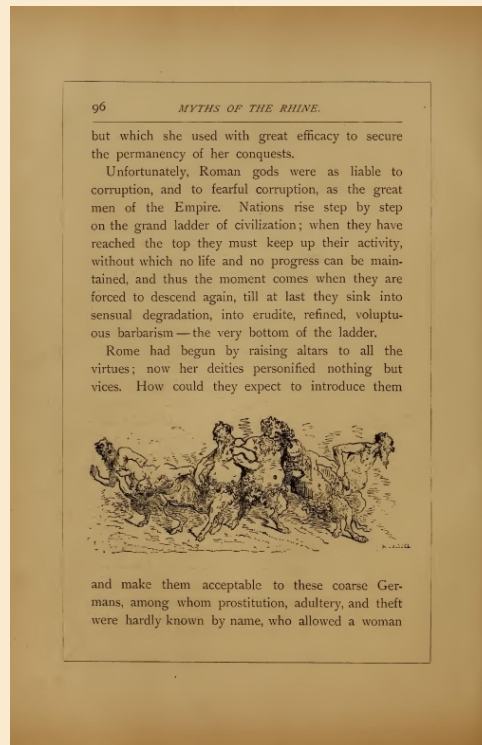 96
MYTHS OF THE RHINE.
but which she used with great efficacy to secure
the permanency of her conquests.
Unfortunately, Roman gods were as liable to
corruption, and to fearful corruption, as the great
men of the Empire. Nations rise step by step
on the grand ladder of civilization; when they have
reached the top they must keep up their activity,
without which no life and no progress can be main-
tained, and thus the moment comes when they are
forced to descend again, till at last they sink into
sensual degradation, into erudite, refined, voluptu-
ous barbarism — the very bottom of the ladder.
Rome had begun by raising altars to all the
virtues; now her deities personified nothing but
vices. How could they expect to introduce them
and make them acceptable to these coarse Ger-
mans, among whom prostitution, adultery, and theft
were hardly known by name, who allowed a woman